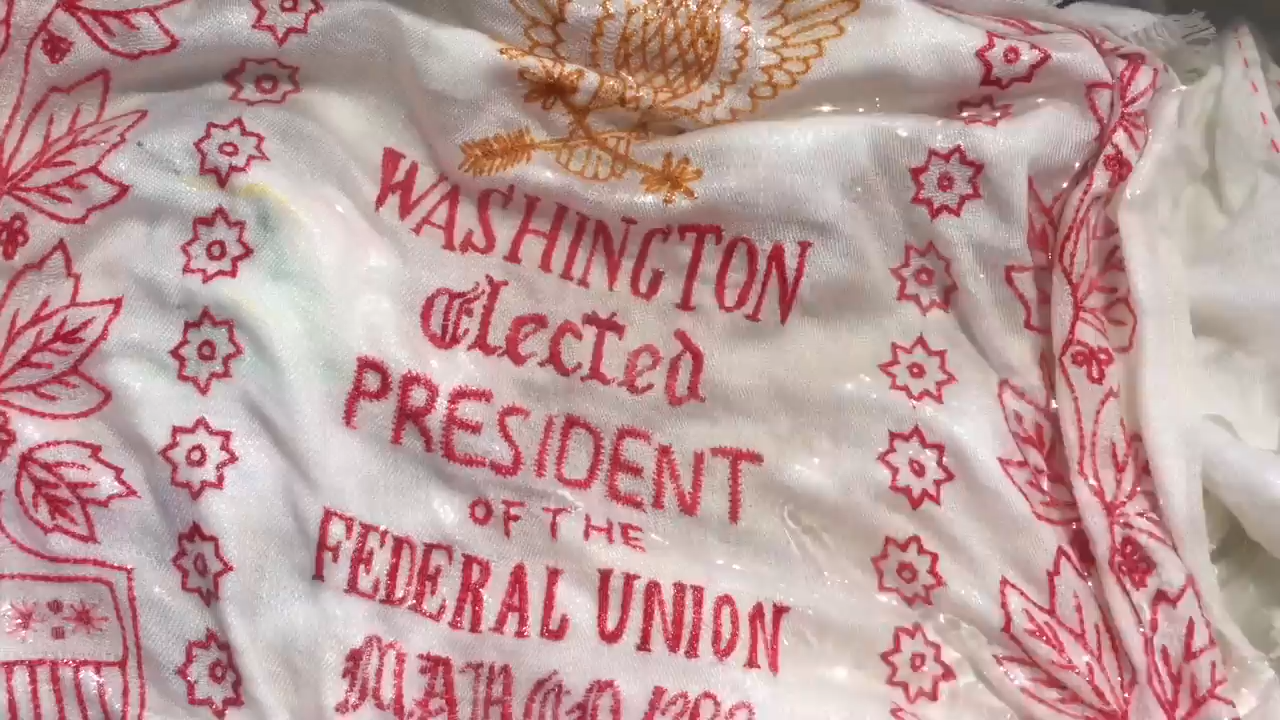 WASHINGTON
Elected
PRESIDENT
OF THE
FEDERAL UNION